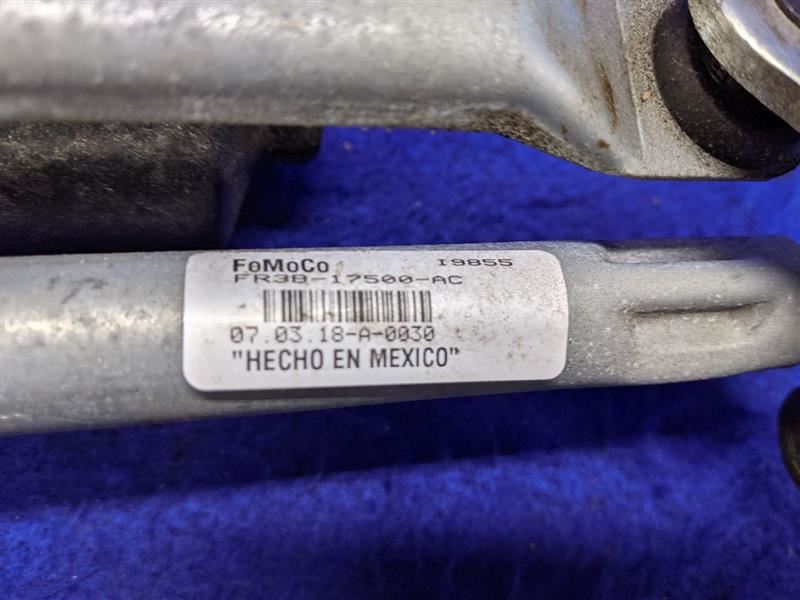 FoMoCo I9855
FR3B-17500-AC
07.03.18-A-0030
"HECHO EN MEXICO"